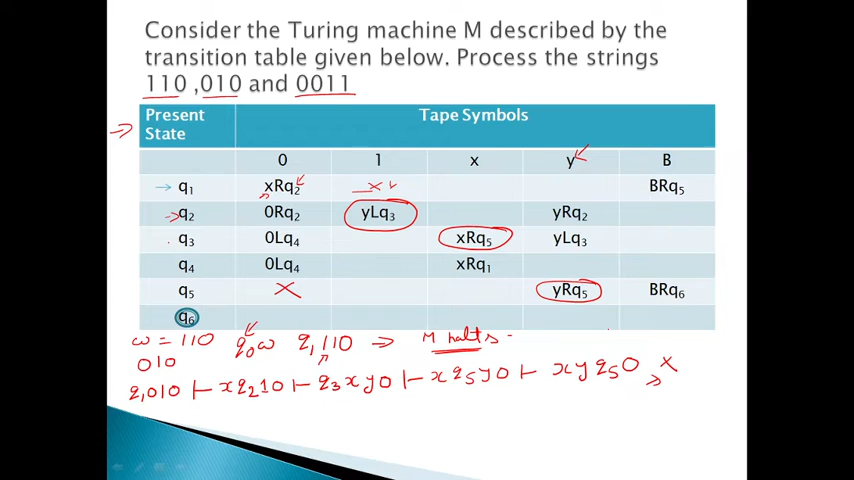 Consider the Turing machine M described by the
transition table given below. Process the strings
110 ,010 and 0011
Present State Tape Symbols
0 1 x y B
q1 xRq2 x BRq5
q2 0Rq2 yLq3 yRq2
q3 0Lq4 xRq5 yLq3
q4 0Lq4 xRq1
q5 yRq5 BRq6
q6
w = 110 q0w q1110 → M halts
010
q1010 ⊢ xq210 ⊢ q3xy0 ⊢ xq5y0 ⊢ xyq50